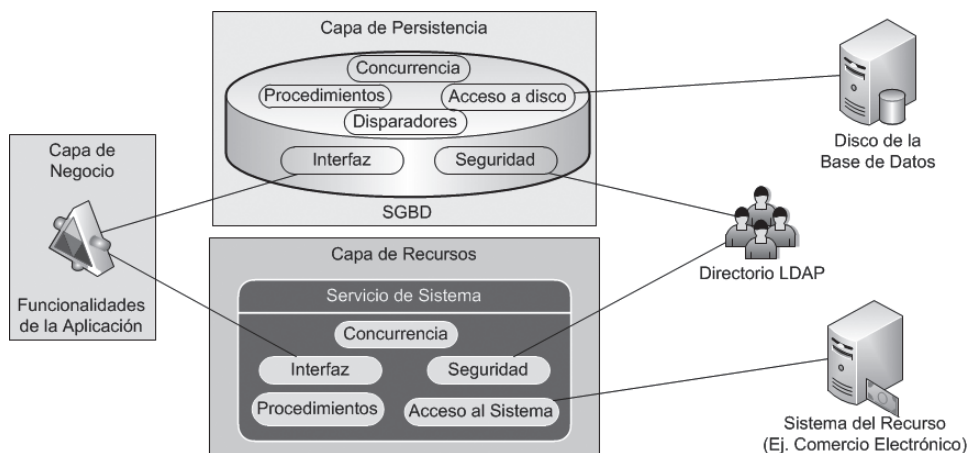 Capa de Persistencia
Concurrencia
Procedimientos
Acceso a disco
Disparadores
Interfaz
Seguridad
SGBD
Capa de
Negocio
Funcionalidades
de la Aplicación
Capa de Recursos
Servicio de Sistema
Concurrencia
Interfaz
Seguridad
Procedimientos
Acceso al Sistema
Disco de la
Base de Datos
Directorio LDAP
Sistema del Recurso
(Ej. Comercio Electrónico)